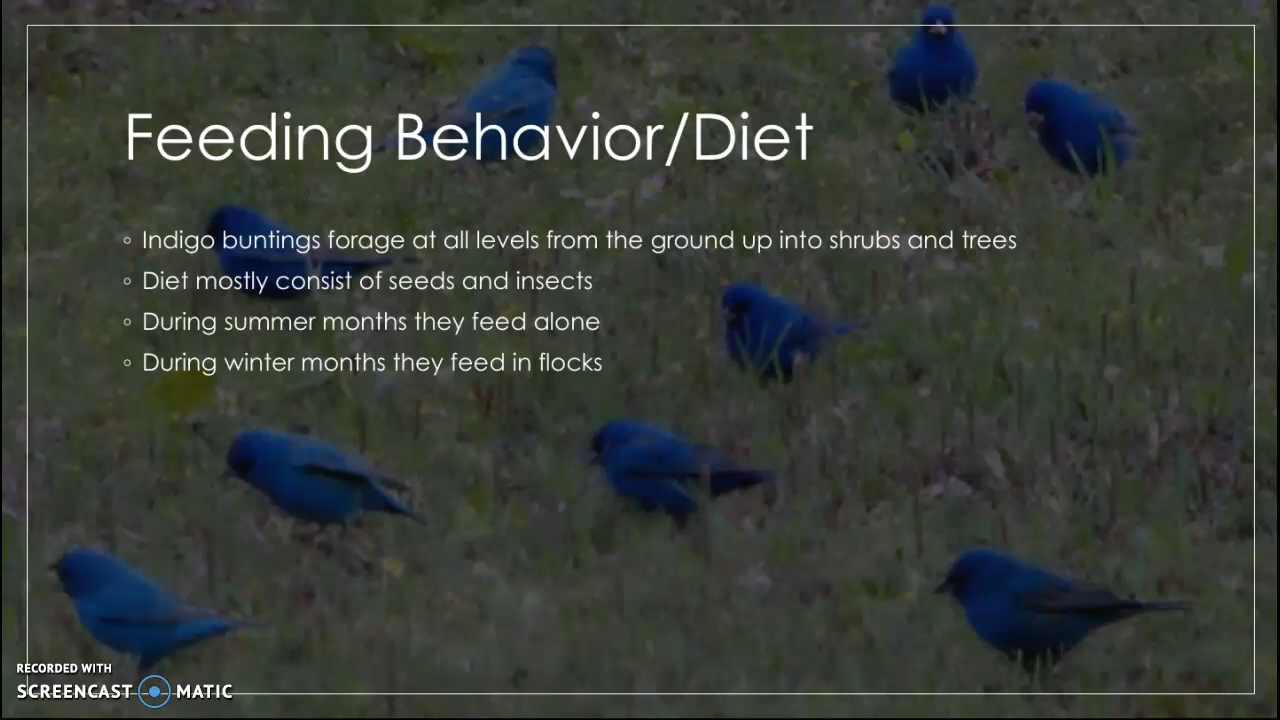 Feeding Behavior/Diet
◦ Indigo buntings forage at all levels from the ground up into shrubs and trees
◦ Diet mostly consist of seeds and insects
◦ During summer months they feed alone
◦ During winter months they feed in flocks
RECORDED WITH
SCREENCAST MATIC